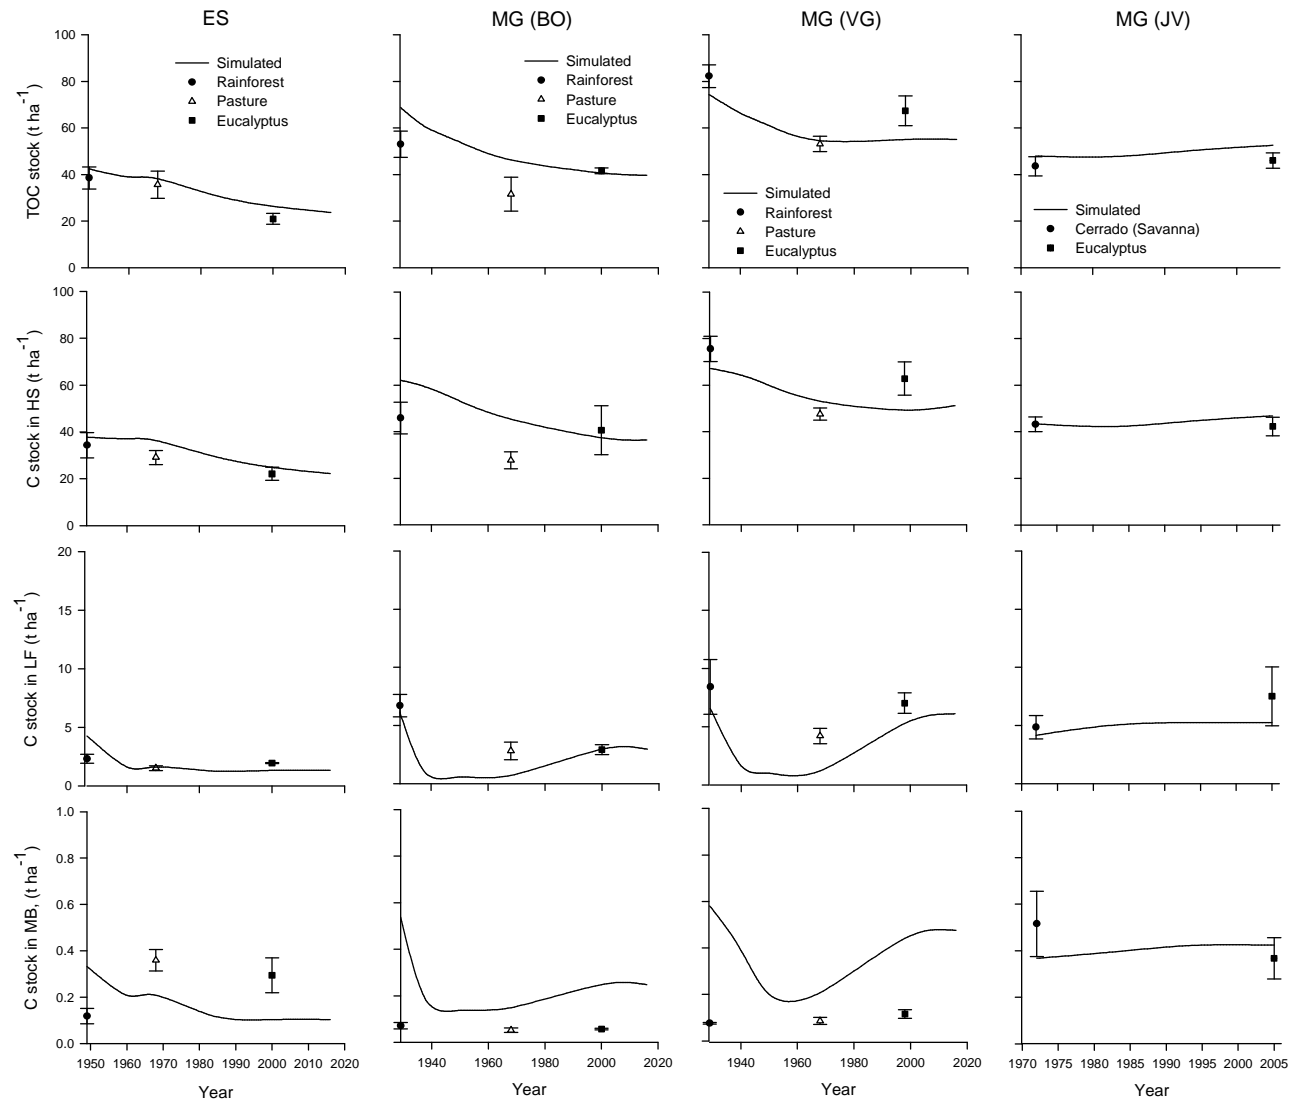 ES
MG (BO)
MG (VG)
MG (JV)
TOC stock (t ha-1)
100
80
60
40
20
0
Simulated
Rainforest
Pasture
Eucalyptus
Simulated
Rainforest
Pasture
Eucalyptus
Simulated
Rainforest
Pasture
Eucalyptus
Simulated
Cerrado (Savanna)
Eucalyptus
C stock in HS (t ha-1)
100
80
60
40
20
0
C stock in LF (t ha-1)
20
15
10
5
0
C stock in MB, (t ha-1)
1.0
0.8
0.6
0.4
0.2
0.0
1950 1960 1970 1980 1990 2000 2010 2020
1940 1960 1980 2000 2020
1940 1960 1980 2000 2020
1970 1975 1980 1985 1990 1995 2000 2005
Year
Year
Year
Year